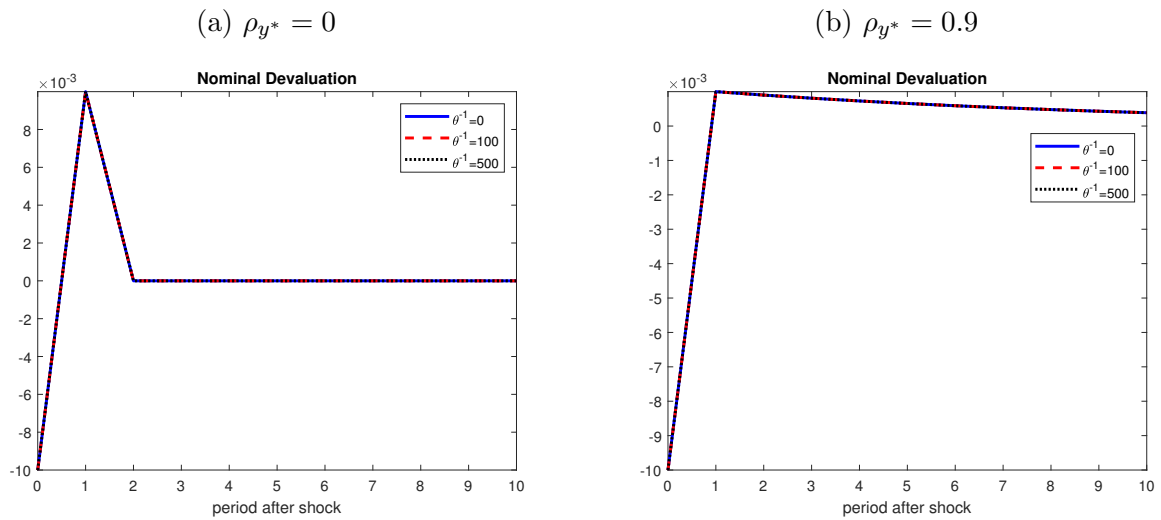 (a) ρ_{y*} = 0
Nominal Devaluation
×10⁻³
8
6
4
2
0
-2
-4
-6
-8
-10
0 1 2 3 4 5 6 7 8 9 10
period after shock
θ⁻¹=0
θ⁻¹=100
θ⁻¹=500
(b) ρ_{y*} = 0.9
Nominal Devaluation
×10⁻³
0
-1
-2
-3
-4
-5
-6
-7
-8
-9
-10
0 1 2 3 4 5 6 7 8 9 10
period after shock
θ⁻¹=0
θ⁻¹=100
θ⁻¹=500